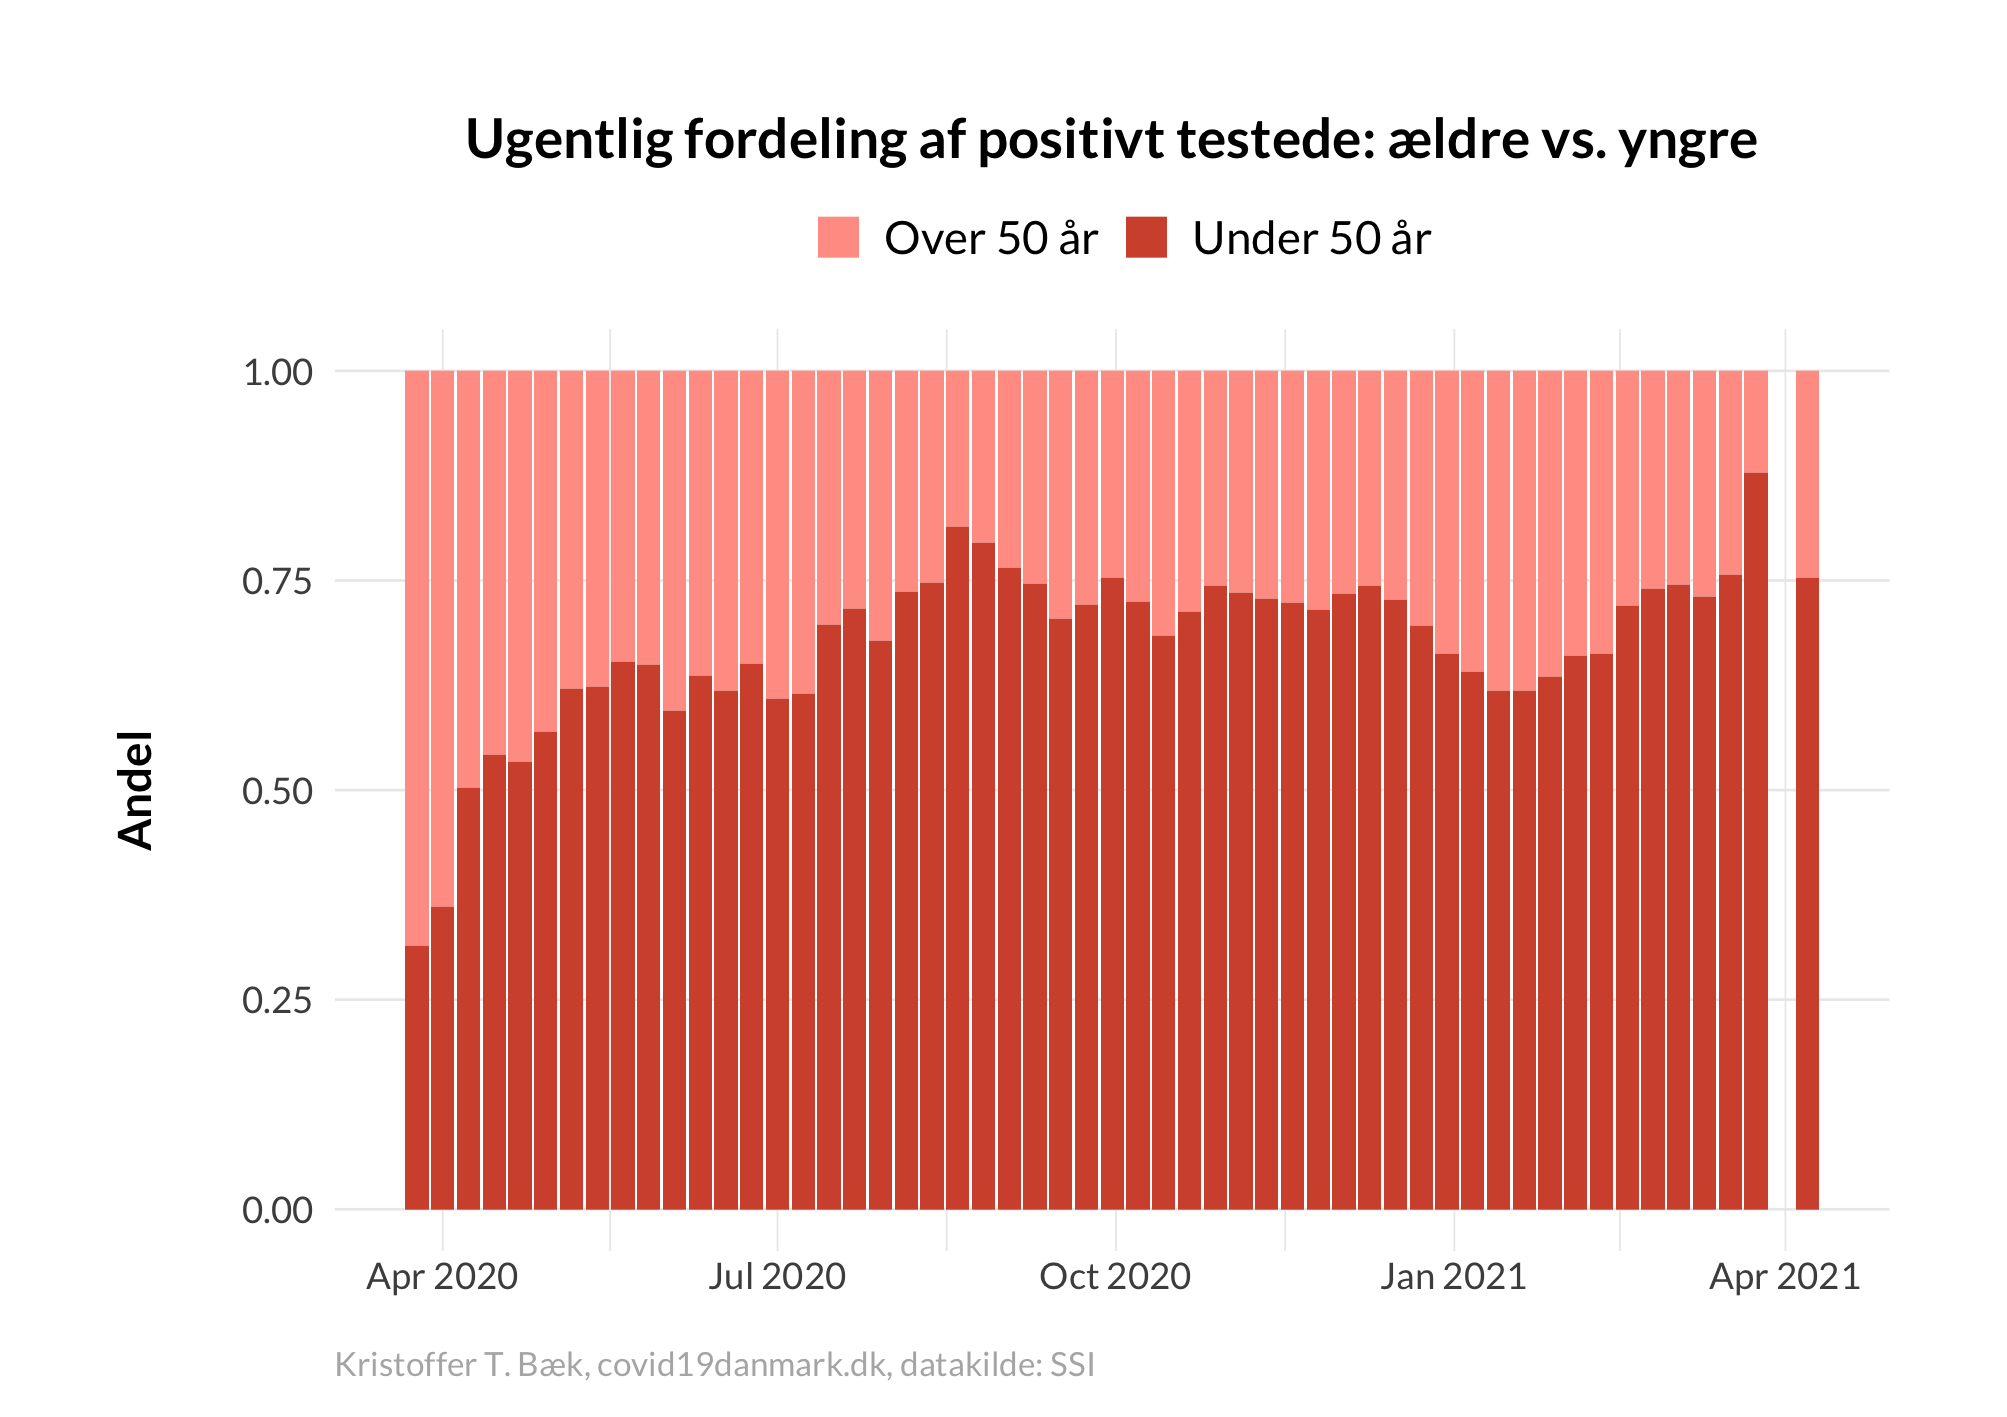 Ugentlig fordeling af positivt testede: ældre vs. yngre
Over 50 år
Under 50 år
Andel
1.00
0.75
0.50
0.25
0.00
Apr 2020
Jul 2020
Oct 2020
Jan 2021
Apr 2021
Kristoffer T. Bæk, covid19danmark.dk, datakilde: SSI